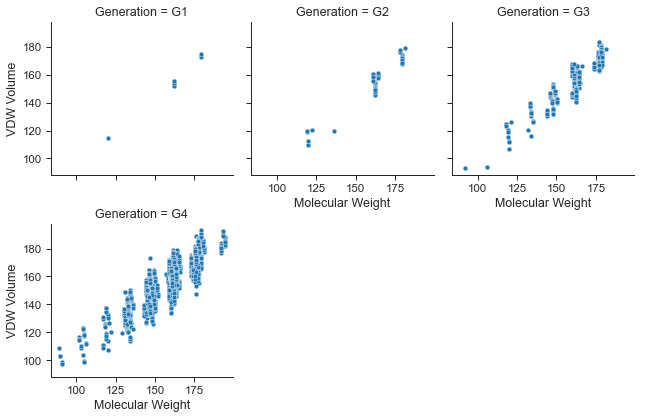 Generation = G1
Generation = G2
Generation = G3
VDW Volume
180
160
140
120
100
100 125 150 175
Molecular Weight
100 125 150 175
Molecular Weight
Generation = G4
VDW Volume
180
160
140
120
100
100 125 150 175
Molecular Weight